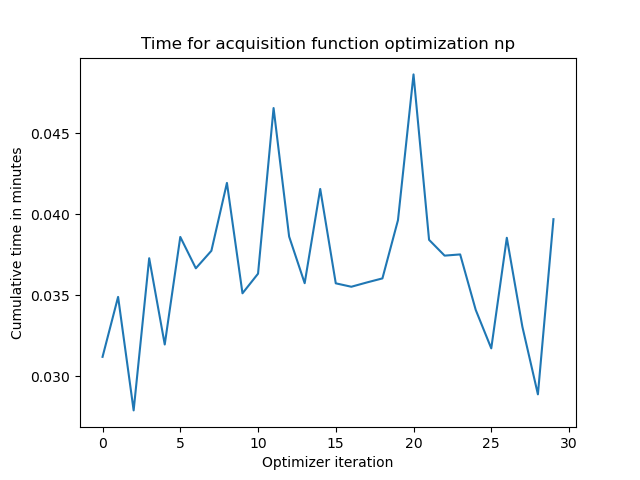 Time for acquisition function optimization np
Cumulative time in minutes
0.045
0.040
0.035
0.030
0 5 10 15 20 25 30
Optimizer iteration